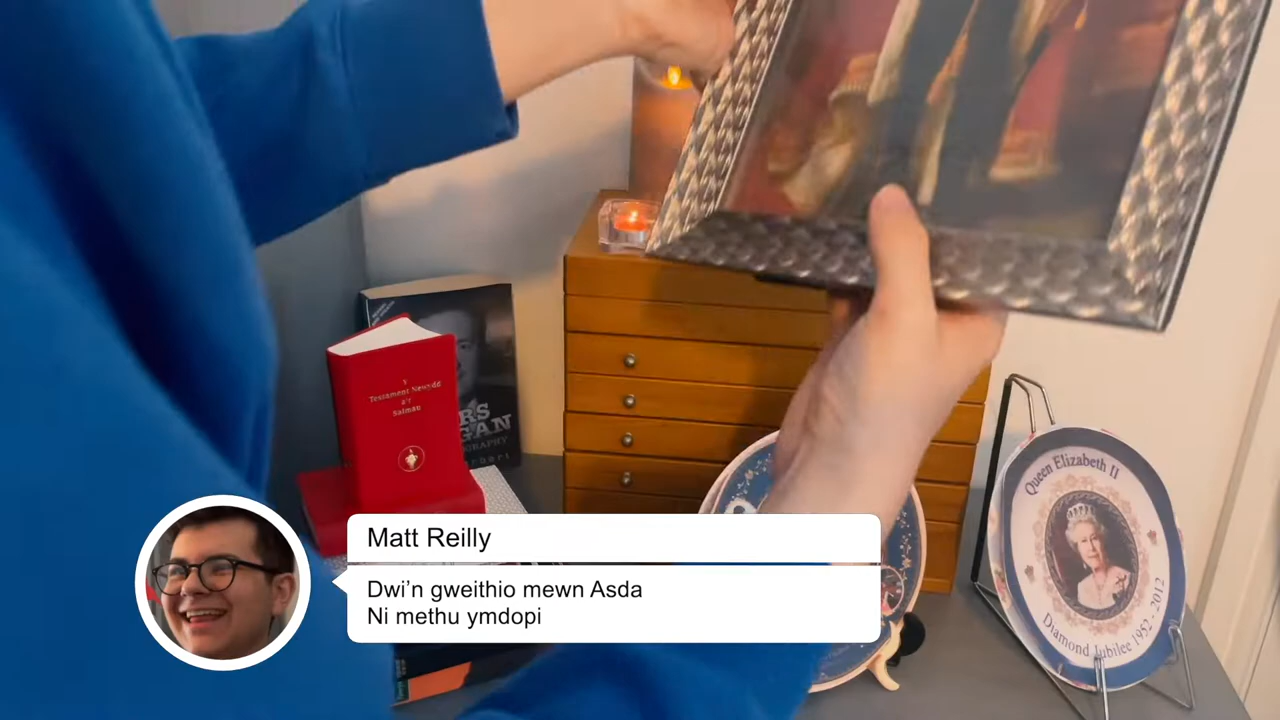 Y
Testament Newydd
a'r
Salmau
RS
GAN
OGRAPHY
Queen Elizabeth II
Diamond Jubilee 1952 - 2012
Matt Reilly
Dwi’n gweithio mewn Asda
Ni methu ymdopi